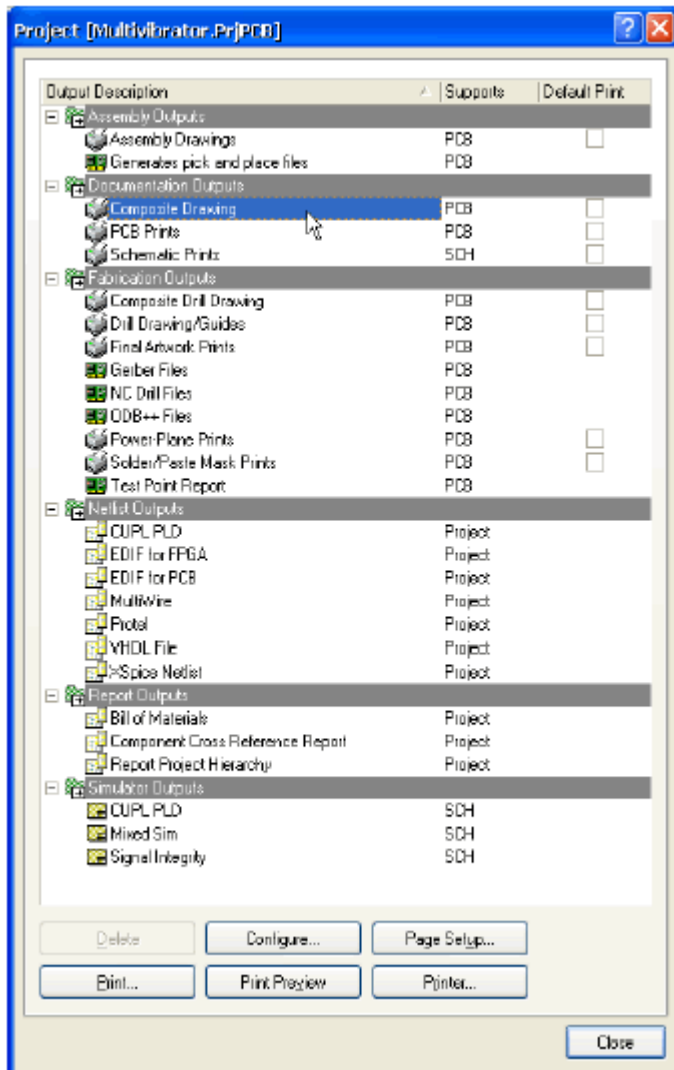 Project [Multivibrator.PrjPCB]
Output Description Supports Default Print
Assembly Outputs
Assembly Drawings PCB
Generates pick and place files PCB
Documentation Outputs
Composite Drawing PCB
PCB Prints PCB
Schematic Prints SCH
Fabrication Outputs
Composite Drill Drawing PCB
Drill Drawing/Guides PCB
Final Artwork Prints PCB
Gerber Files PCB
NC Drill Files PCB
ODB++ Files PCB
Power-Plane Prints PCB
Solder/Paste Mask Prints PCB
Test Point Report PCB
Netlist Outputs
CUPL PLD Project
EDIF for FPGA Project
EDIF for PCB Project
MultiWire Project
Protel Project
VHDL File Project
XSpice Netlist Project
Report Outputs
Bill of Materials Project
Component Cross Reference Report Project
Report Project Hierarchy Project
Simulator Outputs
CUPL PLD SCH
Mixed Sim SCH
Signal Integrity SCH
Delete Configure... Page Setup...
Print... Print Preview Printer...
Close